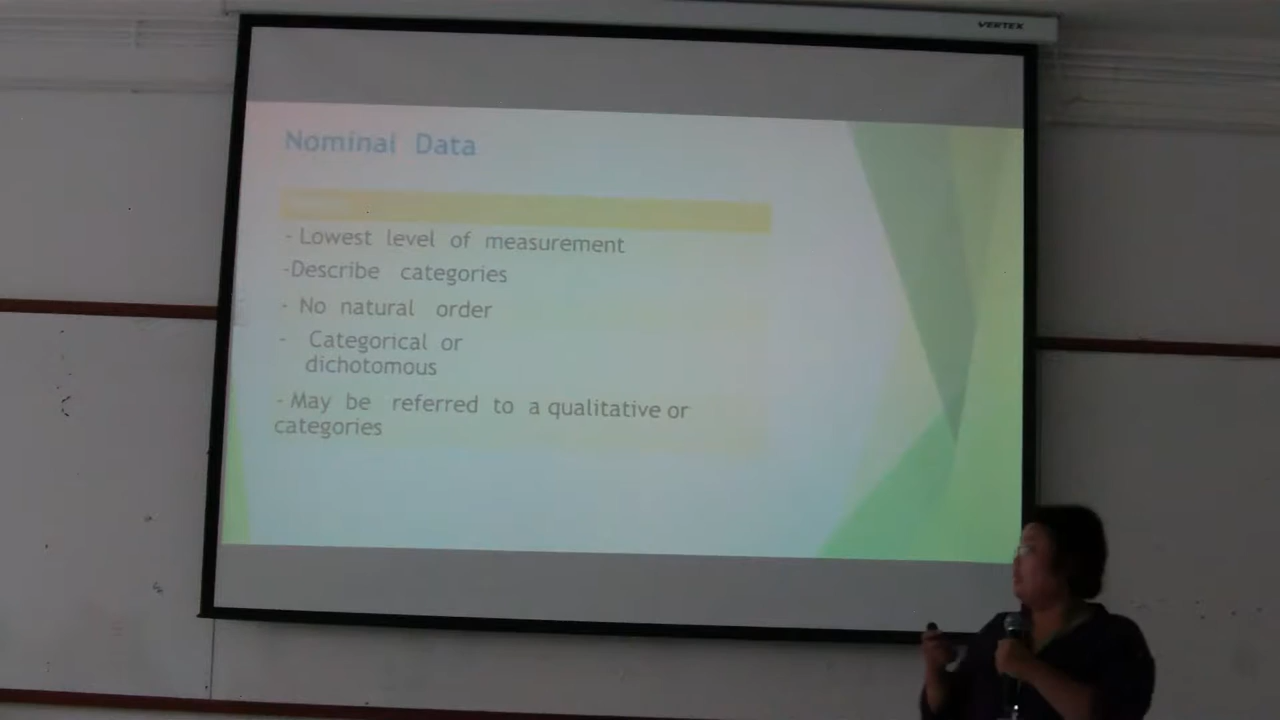 VERTEX
Nominal Data
- Lowest level of measurement
-Describe categories
- No natural order
- Categorical or
dichotomous
- May be referred to a qualitative or
categories